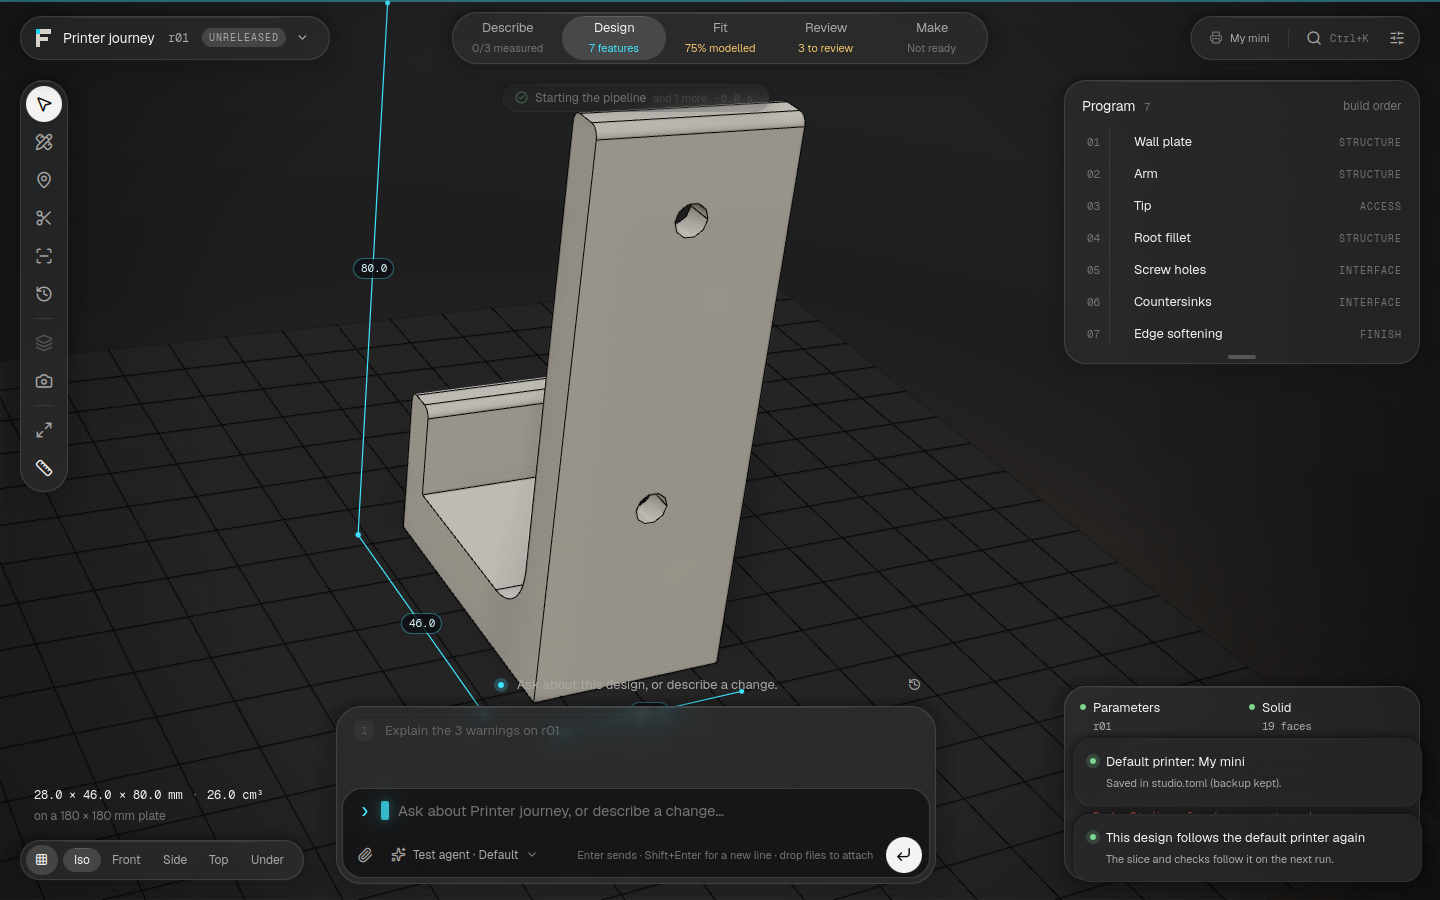 Printer journey r01 UNRELEASED
Describe
0/3 measured
Design
7 features
Fit
75% modelled
Review
3 to review
Make
Not ready
My mini
Ctrl+K
Starting the pipeline and 1 more
Program 7 build order
01 Wall plate STRUCTURE
02 Arm STRUCTURE
03 Tip ACCESS
04 Root fillet STRUCTURE
05 Screw holes INTERFACE
06 Countersinks INTERFACE
07 Edge softening FINISH
80.0
46.0
Ask about this design, or describe a change.
1 Explain the 3 warnings on r01
Ask about Printer journey, or describe a change...
Test agent · Default
Enter sends · Shift+Enter for a new line · drop files to attach
28.0 × 46.0 × 80.0 mm · 26.0 cm³
on a 180 × 180 mm plate
Iso Front Side Top Under
Parameters
r01
Solid
19 faces
Default printer: My mini
Saved in studio.toml (backup kept).
This design follows the default printer again
The slice and checks follow it on the next run.